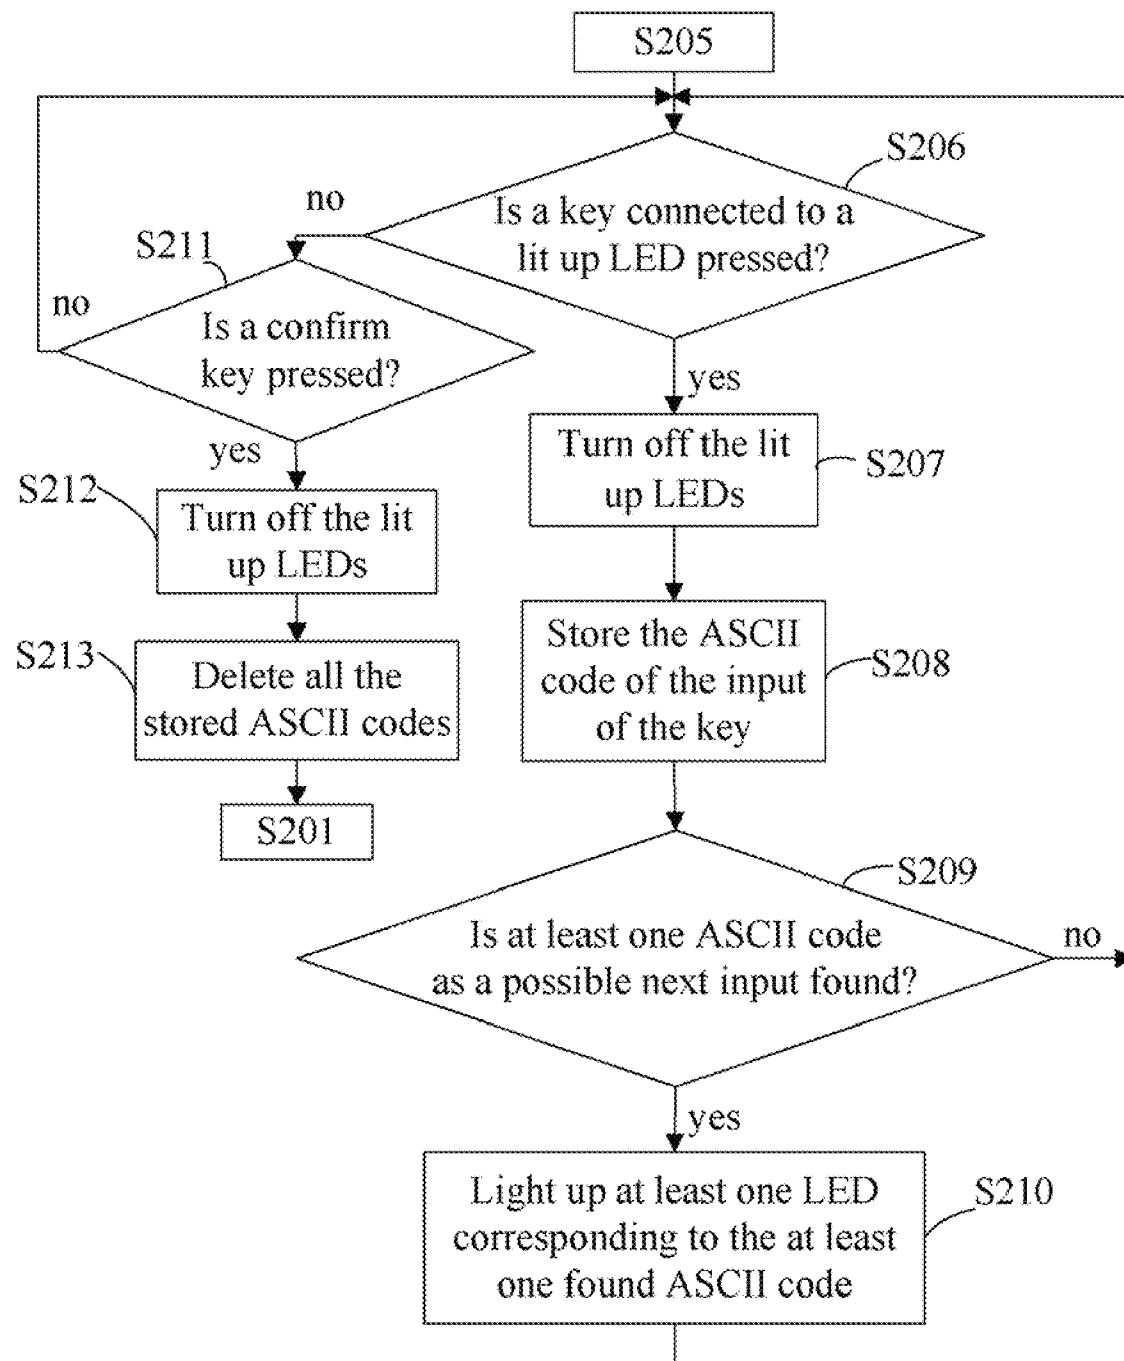 S205
S206
no
Is a key connected to a
lit up LED pressed?
S211
no
Is a confirm
key pressed?
yes
yes
Turn off the lit
up LEDs
S207
S212
Turn off the lit
up LEDs
Store the ASCII
code of the input
of the key
S208
S213
Delete all the
stored ASCII codes
S201
S209
Is at least one ASCII code
as a possible next input found?
no
yes
Light up at least one LED
corresponding to the at least
one found ASCII code
S210